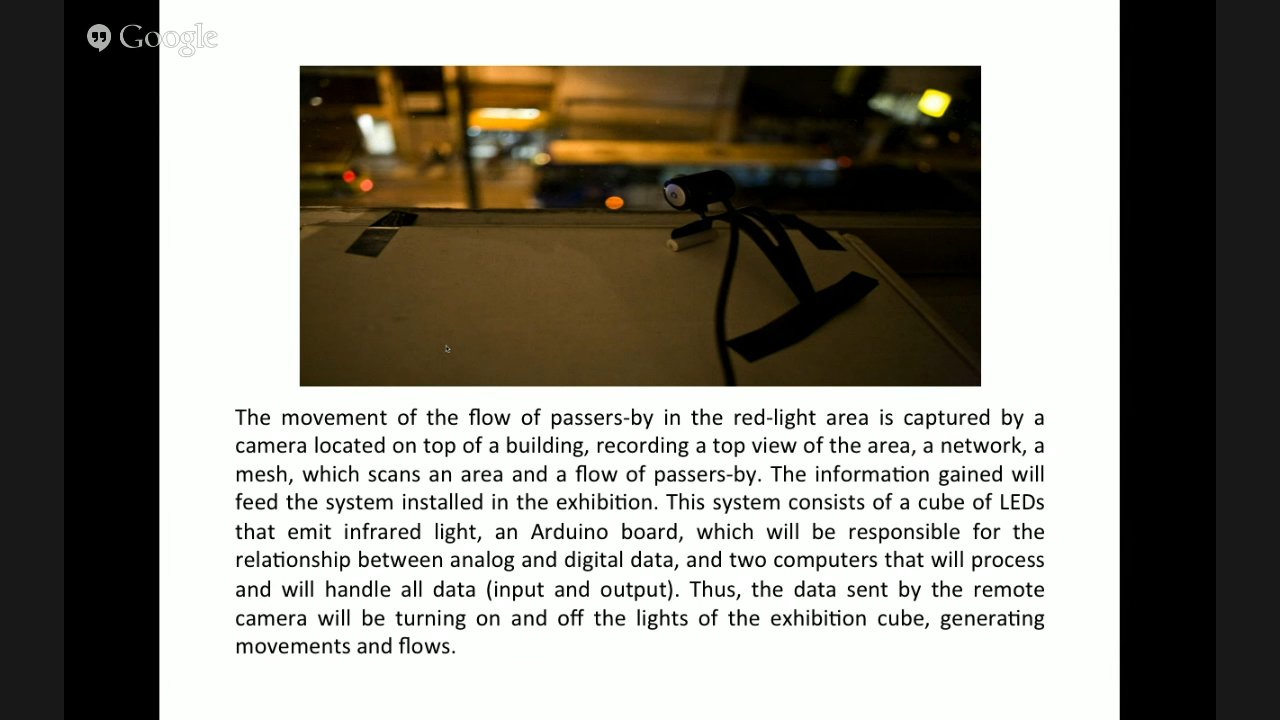 Google
The movement of the flow of passers-by in the red-light area is captured by a
camera located on top of a building, recording a top view of the area, a network, a
mesh, which scans an area and a flow of passers-by. The information gained will
feed the system installed in the exhibition. This system consists of a cube of LEDs
that emit infrared light, an Arduino board, which will be responsible for the
relationship between analog and digital data, and two computers that will process
and will handle all data (input and output). Thus, the data sent by the remote
camera will be turning on and off the lights of the exhibition cube, generating
movements and flows.